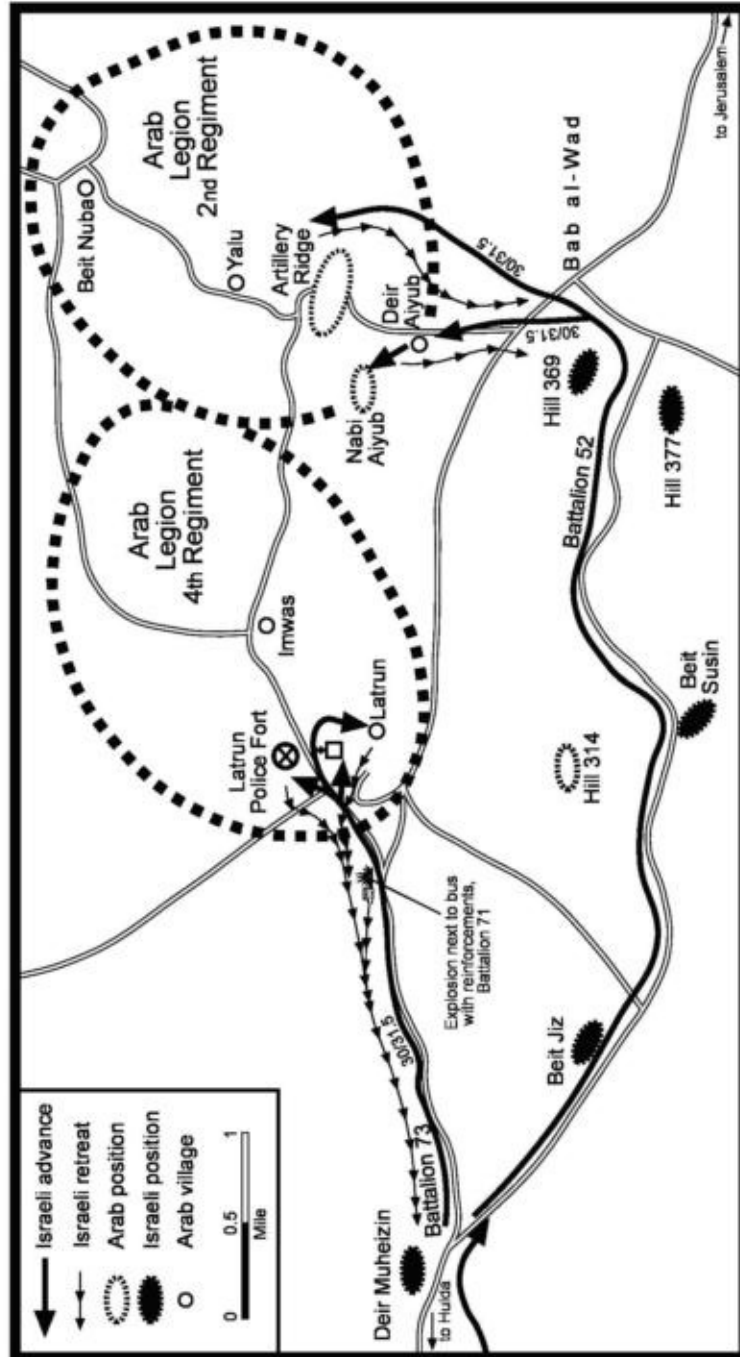 Israeli advance
Israeli retreat
Arab position
Israeli position
Arab village
0
0.5
1
Mile
Arab
Legion
2nd Regiment
Beit Nuba
Yalu
Artillery
Ridge
Deir
Aiyub
Nabi
Aiyub
30/31.5
30/31.5
Bab al-Wad
to Jerusalem
Hill 369
Hill 377
Battalion 52
Arab
Legion
4th Regiment
Imwas
Latrun
Latrun
Police Fort
Hill 314
Beit
Susin
Explosion next to bus
with reinforcements,
Battalion 71
30/31.5
Battalion 73
Beit Jiz
Deir Muheizin
to Hulda